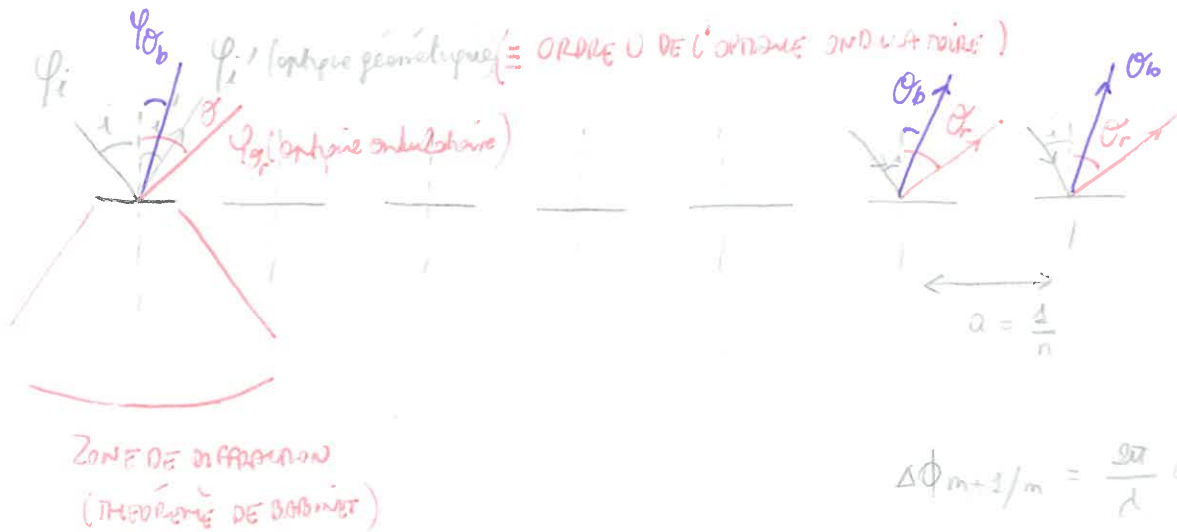 φθb
φi φi' (optique géométrique) (≡ ORDRE 0 DE L'OPTIQUE ONDULATOIRE)
i i θ
φθr (optique ondulatoire)
θb θr i i θb θr
a = 1/n
ZONE DE DIFFRACTION
(THÉORÈME DE BABINET)
ΔΦ m+1/m = 2π/λ